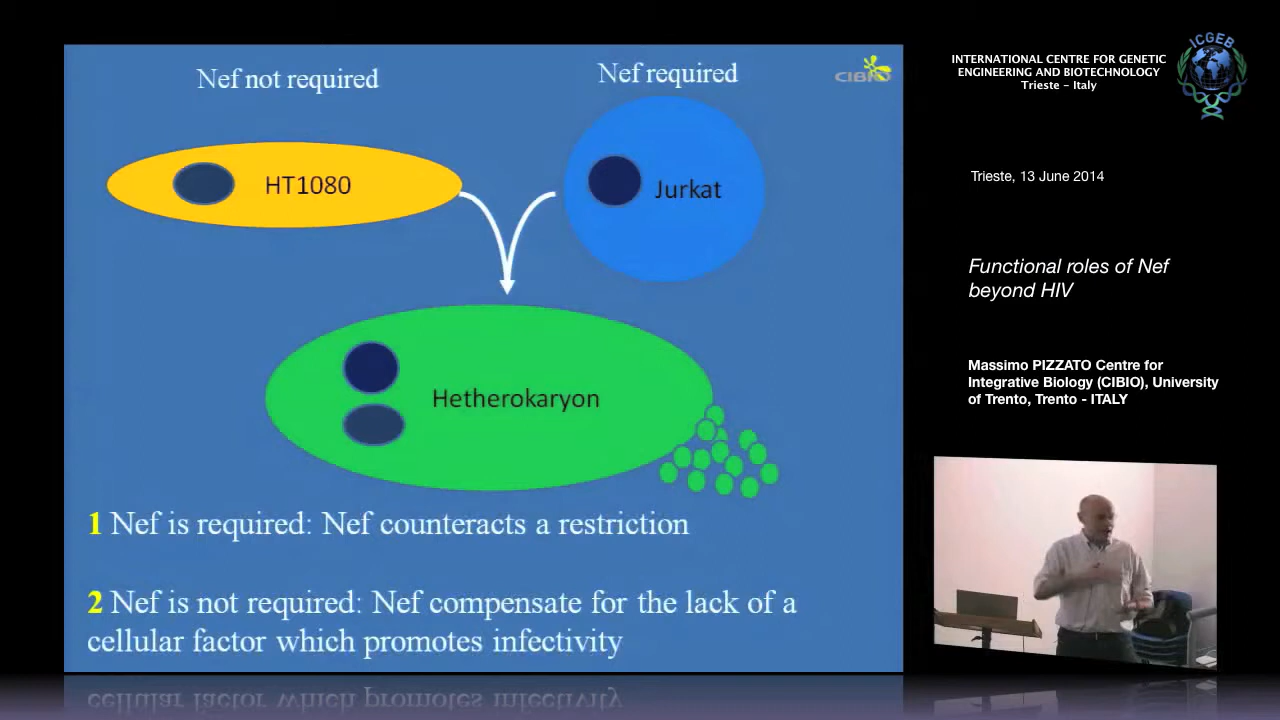 Nef not required
Nef required
CIBIO
HT1080
Jurkat
Hetherokaryon
1 Nef is required: Nef counteracts a restriction
2 Nef is not required: Nef compensate for the lack of a
cellular factor which promotes infectivity
INTERNATIONAL CENTRE FOR GENETIC
ENGINEERING AND BIOTECHNOLOGY
Trieste - Italy
ICGEB
Trieste, 13 June 2014
Functional roles of Nef
beyond HIV
Massimo PIZZATO Centre for
Integrative Biology (CIBIO), University
of Trento, Trento - ITALY